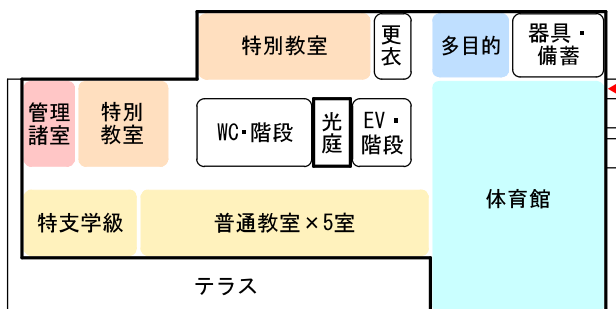 特別教室
更
衣
多目的
器具・
備蓄
管理
諸室
特別
教室
WC・階段
光
庭
EV・
階段
体育館
特支学級
普通教室×5室
テラス